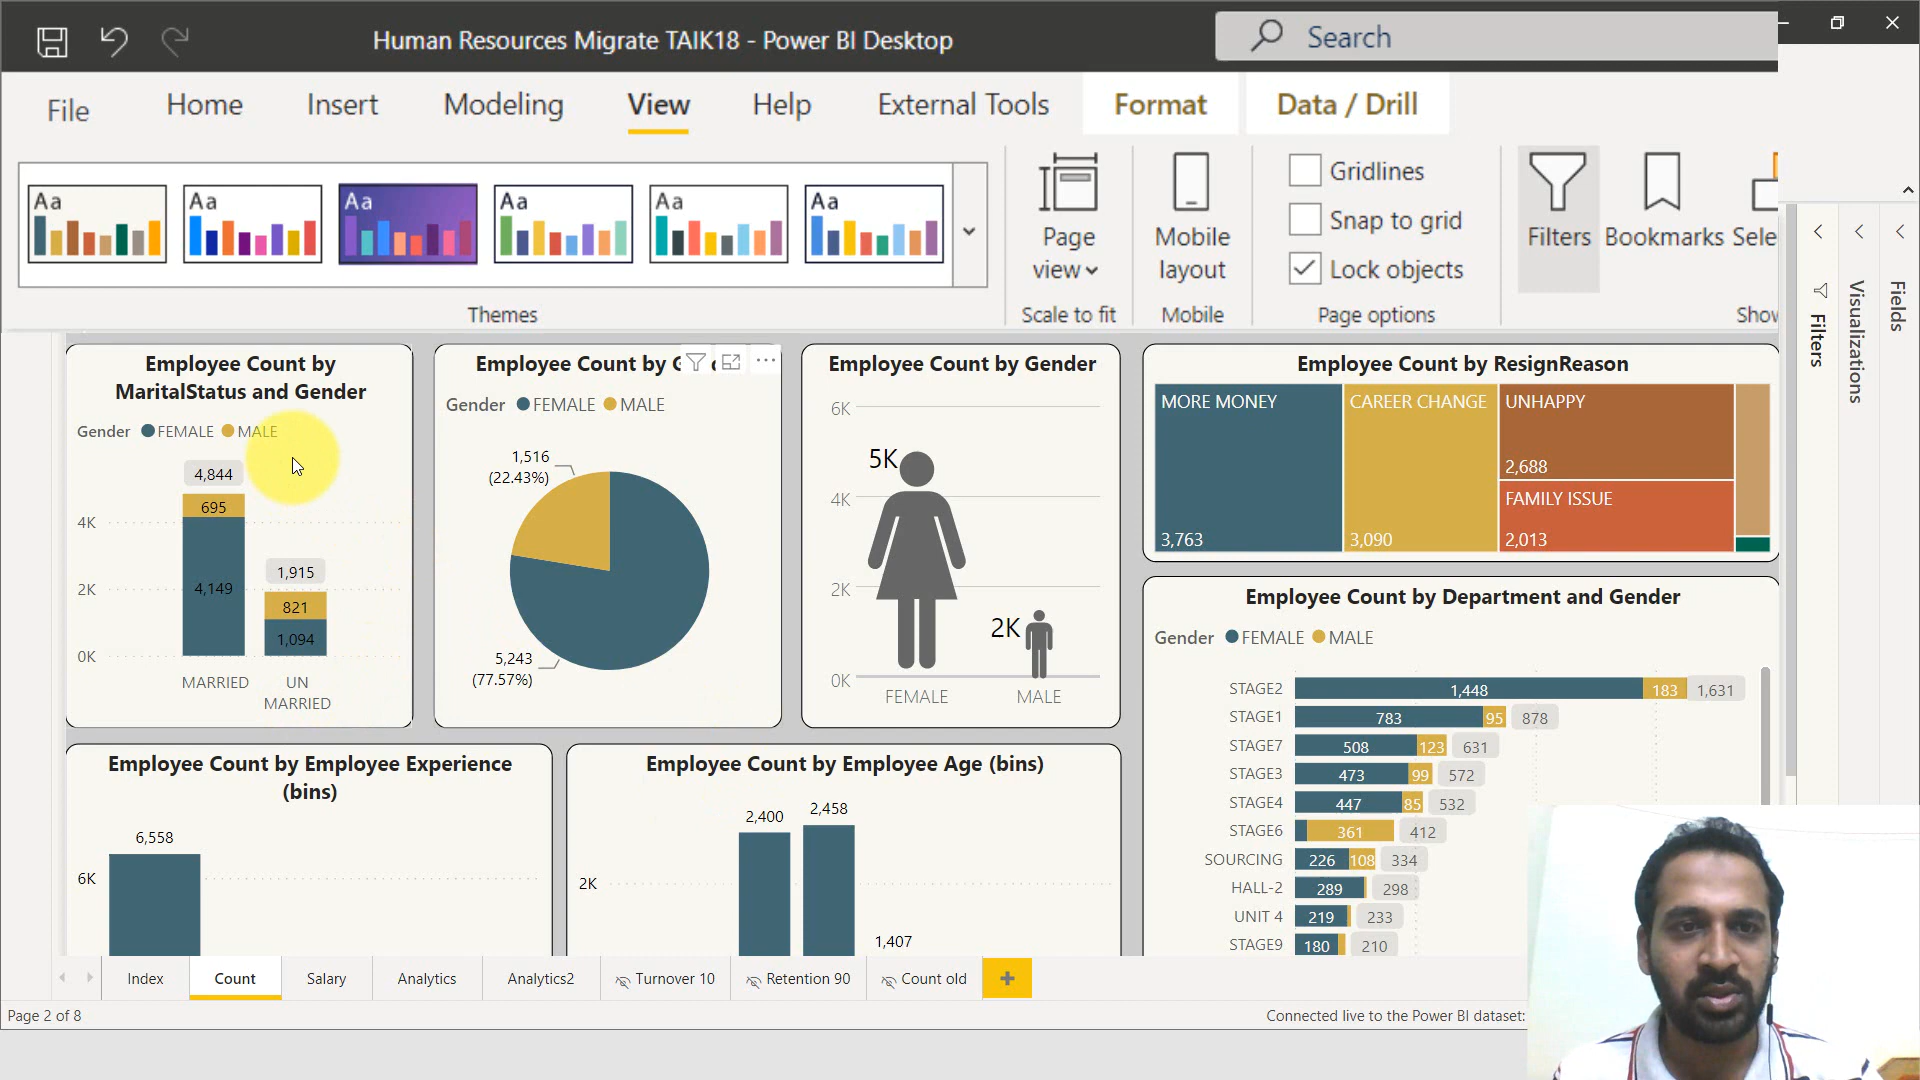 Human Resources Migrate TAIK18 - Power BI Desktop
Search
File
Home
Insert
Modeling
View
Help
External Tools
Format
Data / Drill
Aa
Aa
Aa
Aa
Aa
Aa
Themes
Page
view
Scale to fit
Mobile
layout
Mobile
Gridlines
Snap to grid
Lock objects
Page options
Filters
Bookmarks
Sele
Show
Filters
Visualizations
Fields
Employee Count by
MaritalStatus and Gender
Gender FEMALE MALE
4,844
695
4,149
1,915
821
1,094
4K
2K
0K
MARRIED
UN
MARRIED
Employee Count by G
Gender FEMALE MALE
1,516
(22.43%)
5,243
(77.57%)
Employee Count by Gender
6K
4K
2K
0K
5K
2K
FEMALE
MALE
Employee Count by ResignReason
MORE MONEY
3,763
CAREER CHANGE
3,090
UNHAPPY
2,688
FAMILY ISSUE
2,013
Employee Count by Department and Gender
Gender FEMALE MALE
STAGE2 1,448 183 1,631
STAGE1 783 95 878
STAGE7 508 123 631
STAGE3 473 99 572
STAGE4 447 85 532
STAGE6 361 412
SOURCING 226 108 334
HALL-2 289 298
UNIT 4 219 233
STAGE9 180 210
Employee Count by Employee Experience
(bins)
6,558
6K
Employee Count by Employee Age (bins)
2,400
2,458
1,407
2K
Index
Count
Salary
Analytics
Analytics2
Turnover 10
Retention 90
Count old
Page 2 of 8
Connected live to the Power BI dataset: